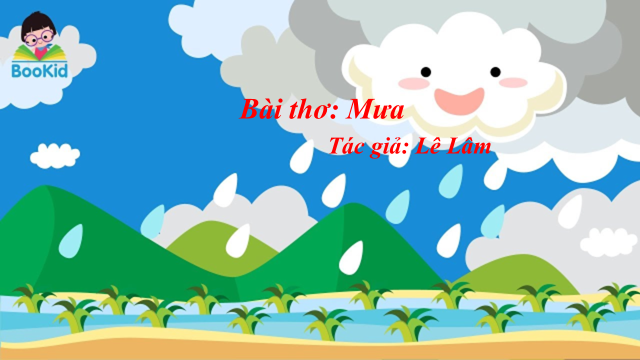 BooKid
Bài thơ: Mưa
Tác giả: Lê Lâm